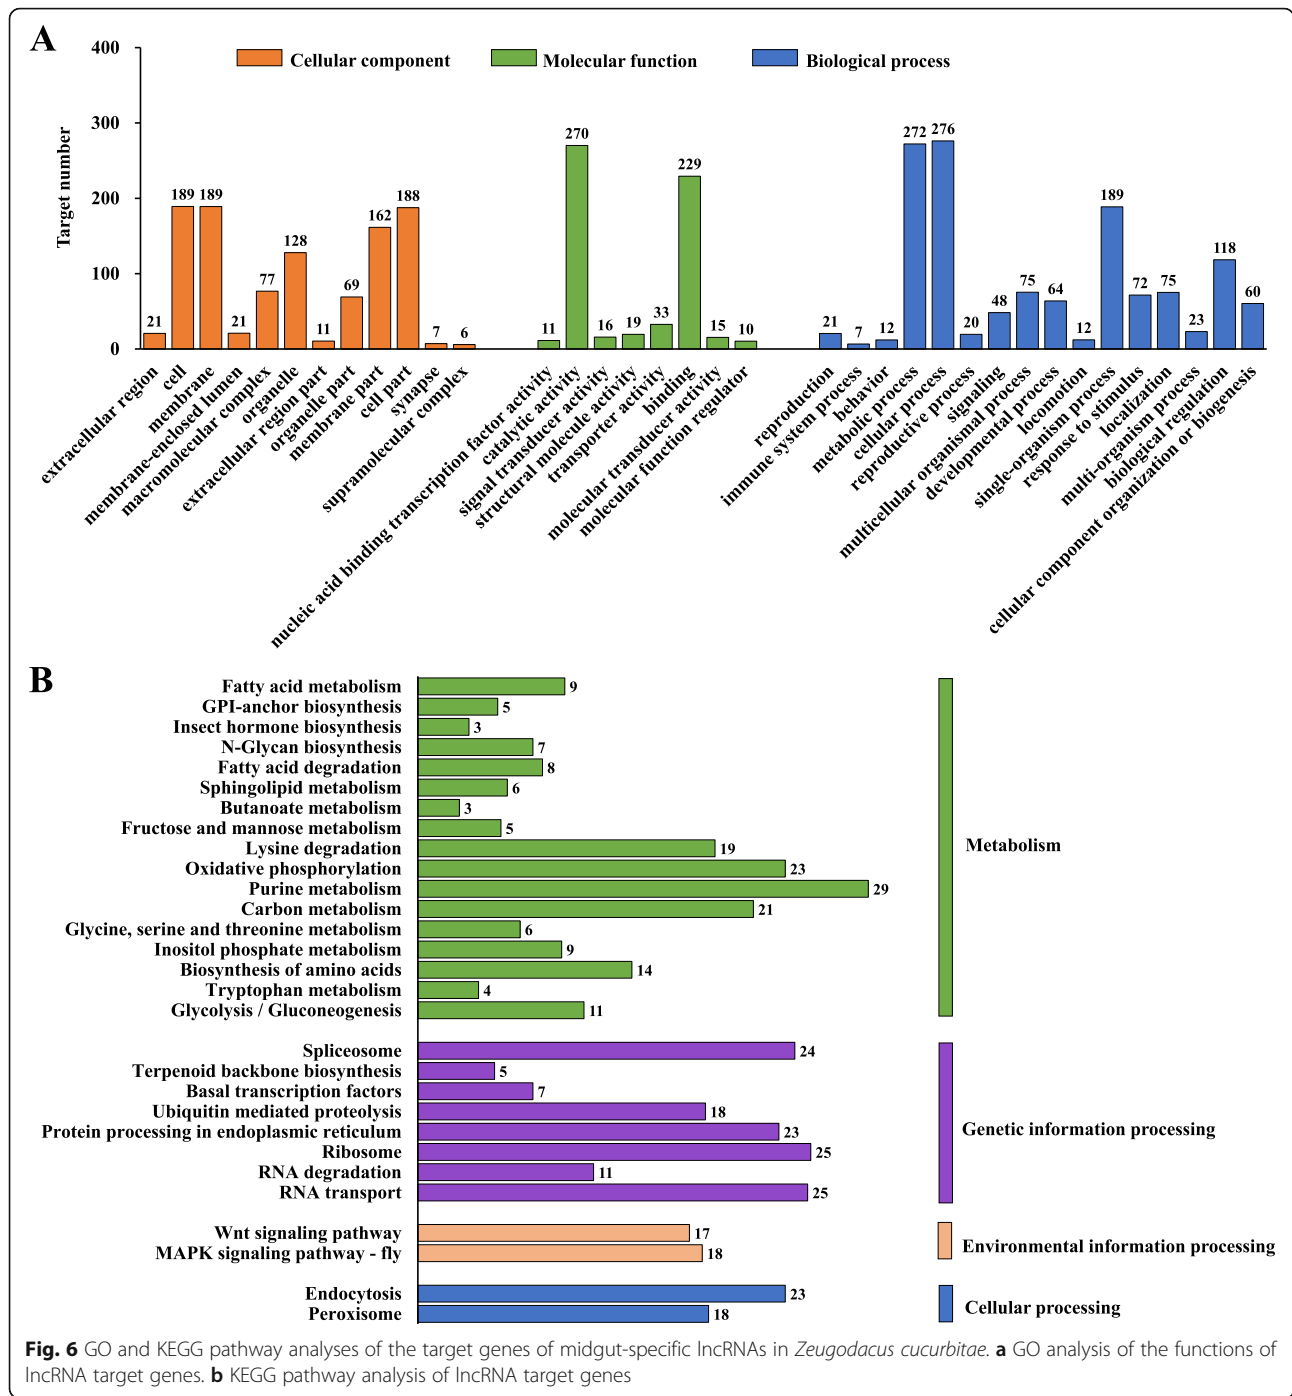 A
400
300
200
100
0
Target number
Cellular component
Molecular function
Biological process
21
189
189
21
77
128
11
69
162
188
7
6
11
270
16
19
33
229
15
10
21
7
12
272
276
20
48
75
64
12
189
72
75
23
118
60
extracellular region
cell
membrane
membrane-enclosed lumen
macromolecular complex
organelle
extracellular region part
organelle part
membrane part
cell part
synapse
supramolecular complex
nucleic acid binding transcription factor activity
catalytic activity
signal transducer activity
structural molecule activity
transporter activity
binding
molecular transducer activity
molecular function regulator
reproduction
immune system process
behavior
metabolic process
cellular process
reproductive process
signaling
multicellular organismal process
developmental process
locomotion
single-organism process
response to stimulus
localization
multi-organism process
biological regulation
cellular component organization or biogenesis
B
Fatty acid metabolism 9
GPI-anchor biosynthesis 5
Insect hormone biosynthesis 3
N-Glycan biosynthesis 7
Fatty acid degradation 8
Sphingolipid metabolism 6
Butanoate metabolism 3
Fructose and mannose metabolism 5
Lysine degradation 19
Metabolism
Oxidative phosphorylation 23
Purine metabolism 29
Carbon metabolism 21
Glycine, serine and threonine metabolism 6
Inositol phosphate metabolism 9
Biosynthesis of amino acids 14
Tryptophan metabolism 4
Glycolysis / Gluconeogenesis 11
Spliceosome 24
Terpenoid backbone biosynthesis 5
Basal transcription factors 7
Ubiquitin mediated proteolysis 18
Genetic information processing
Protein processing in endoplasmic reticulum 23
Ribosome 25
RNA degradation 11
RNA transport 25
Wnt signaling pathway 17
MAPK signaling pathway - fly 18
Environmental information processing
Endocytosis 23
Peroxisome 18
Cellular processing
Fig. 6 GO and KEGG pathway analyses of the target genes of midgut-specific lncRNAs in Zeugodacus cucurbitae. a GO analysis of the functions of
lncRNA target genes. b KEGG pathway analysis of lncRNA target genes